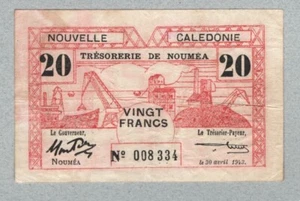 NOUVELLE CALEDONIE
TRÉSORERIE DE NOUMÉA
20 20
VINGT
FRANCS
Le Gouverneur, Le Trésorier-Payeur,
NOUMÉA Nº 008334 le 30 avril 1943.